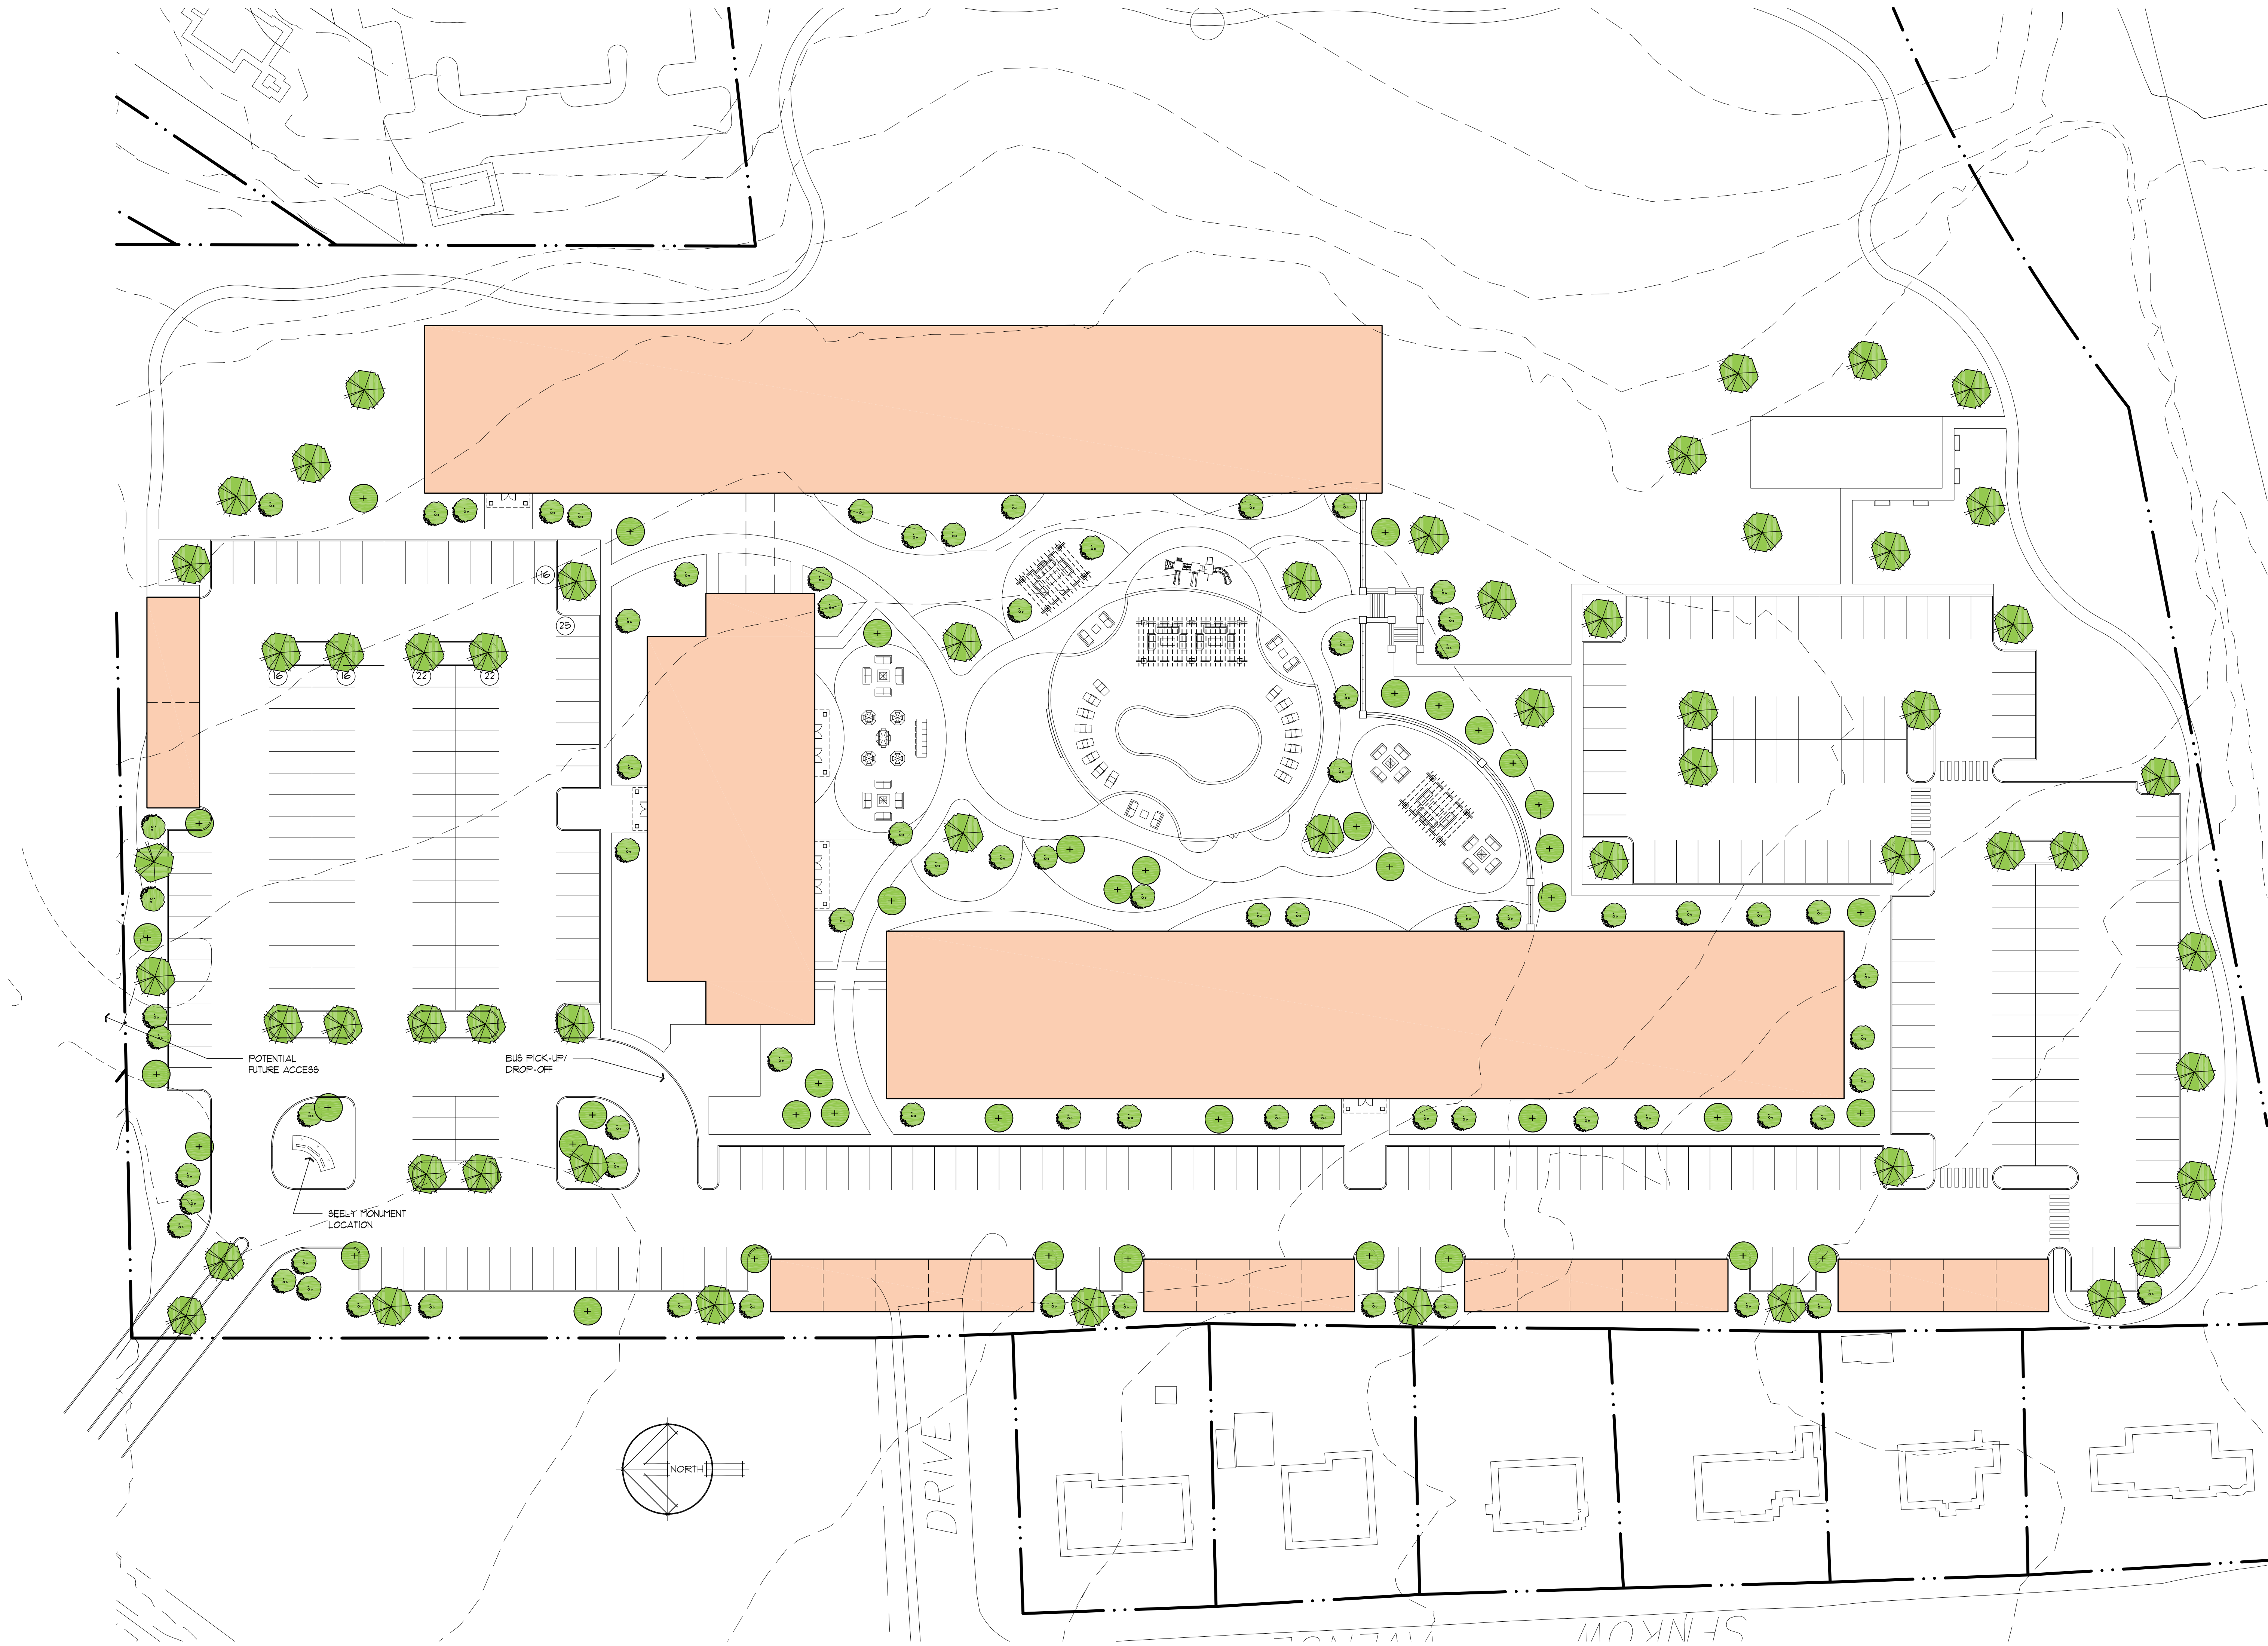 16
25
16
16
22
22
POTENTIAL
FUTURE ACCESS
BUS PICK-UP/
DROP-OFF
SEELY MONUMENT
LOCATION
NORTH
DRIVE